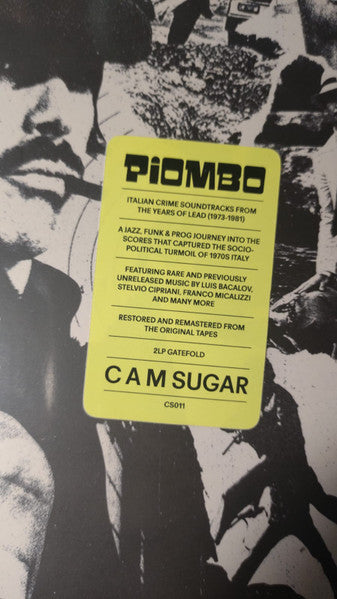 PiOMBO
ITALIAN CRIME SOUNDTRACKS FROM
THE YEARS OF LEAD (1973-1981)
A JAZZ, FUNK & PROG JOURNEY INTO THE
SCORES THAT CAPTURED THE SOCIO-
POLITICAL TURMOIL OF 1970S ITALY
FEATURING RARE AND PREVIOUSLY
UNRELEASED MUSIC BY LUIS BACALOV,
STELVIO CIPRIANI, FRANCO MICALIZZI
AND MANY MORE
RESTORED AND REMASTERED FROM
THE ORIGINAL TAPES
2LP GATEFOLD
CAM SUGAR
CS011